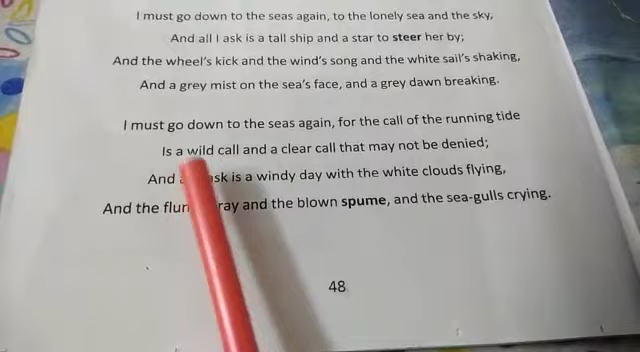 I must go down to the seas again, to the lonely sea and the sky,
And all I ask is a tall ship and a star to steer her by;
And the wheel's kick and the wind's song and the white sail's shaking,
And a grey mist on the sea's face, and a grey dawn breaking.
I must go down to the seas again, for the call of the running tide
Is a wild call and a clear call that may not be denied;
And is a windy day with the white clouds flying,
And the and the blown spume, and the sea-gulls crying.
48